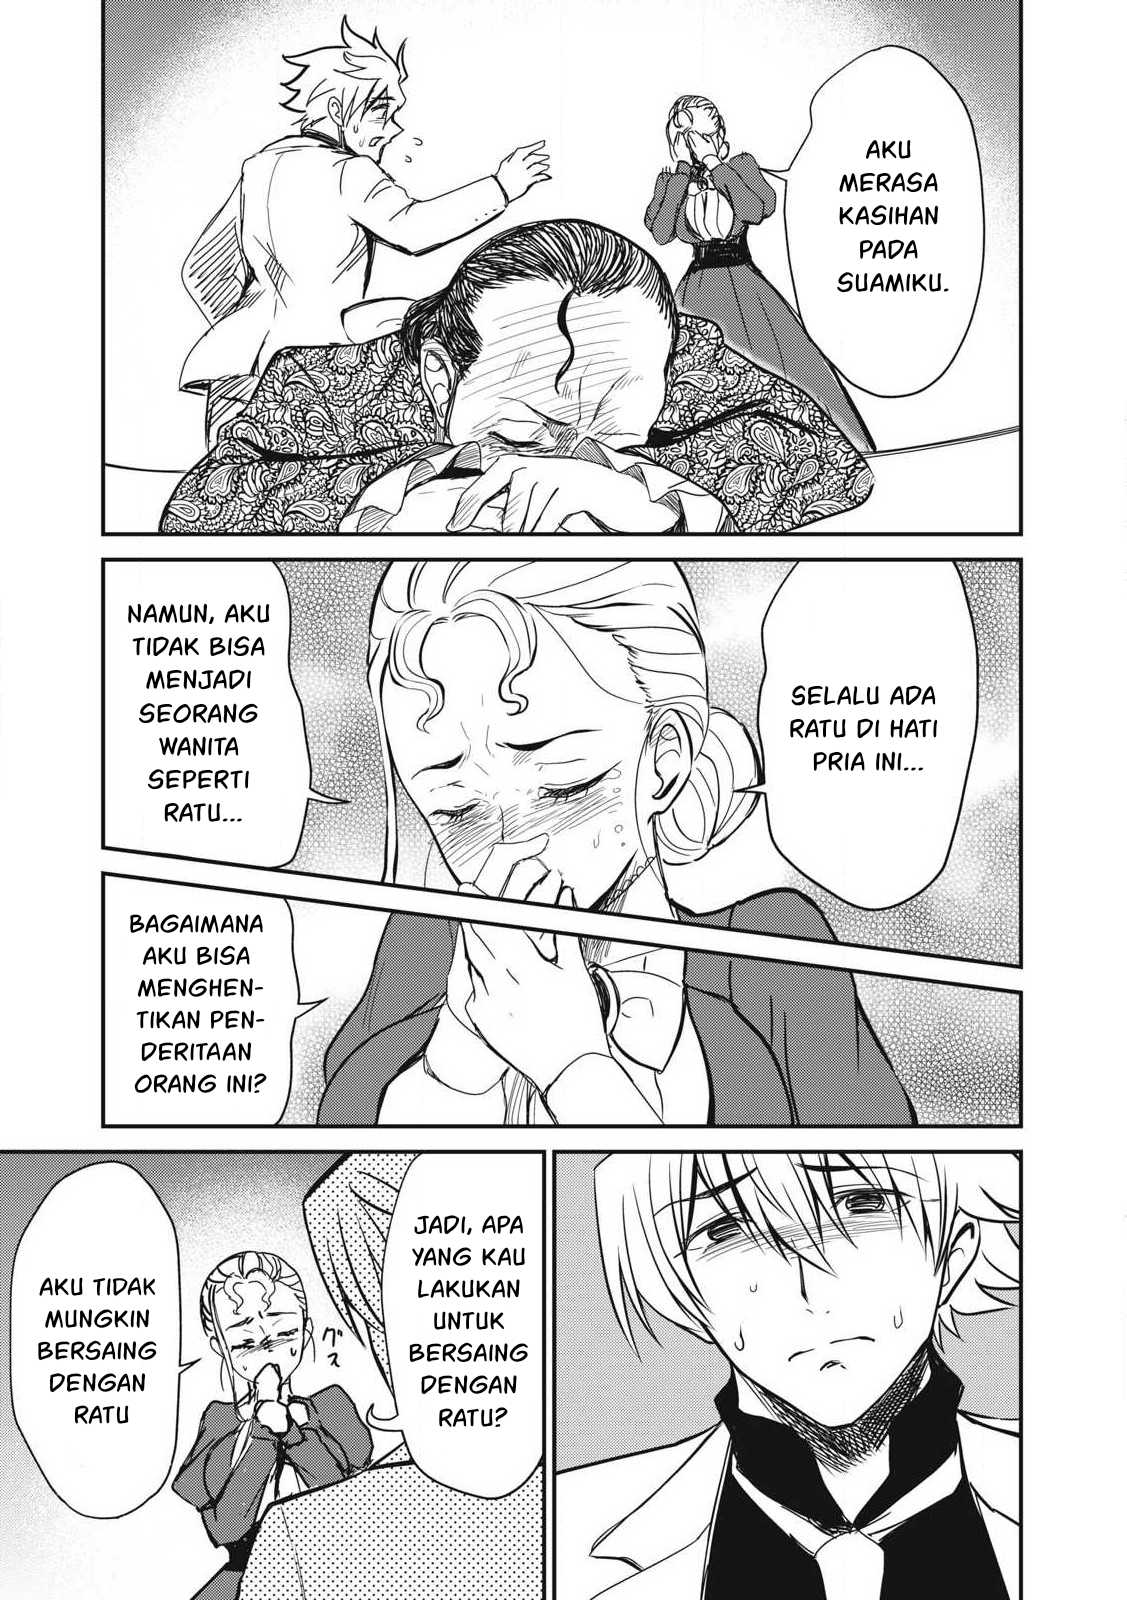 AKU
MERASA
KASIHAN
PADA
SUAMIKU.
SELALU ADA
RATU DI HATI
PRIA INI...
NAMUN, AKU
TIDAK BISA
MENJADI
SEORANG
WANITA
SEPERTI
RATU...
BAGAIMANA
AKU BISA
MENGHEN-
TIKAN PEN-
DERITAAN
ORANG INI?
JADI, APA
YANG KAU
LAKUKAN
UNTUK
BERSAING
DENGAN
RATU?
グス
AKU TIDAK
MUNGKIN
BERSAING
DENGAN
RATU